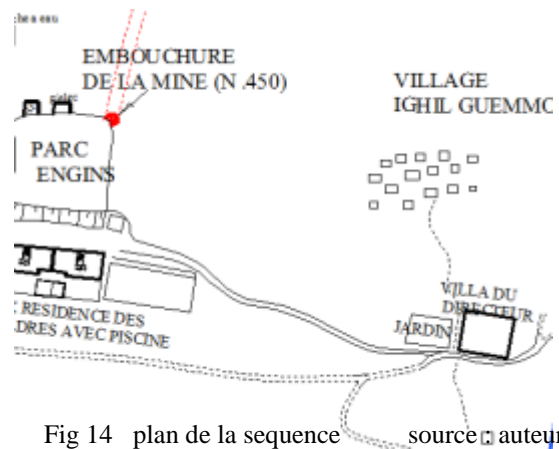 EMBOUCHURE
DE LA MINE (N .450)
VILLAGE
IGHIL GUEMMO
PARC
ENGINS
VILLA DU
DIRECTEUR
JARDIN
RESIDENCE DES
DRES AVEC PISCINE
Fig 14 plan de la sequence source : auteur